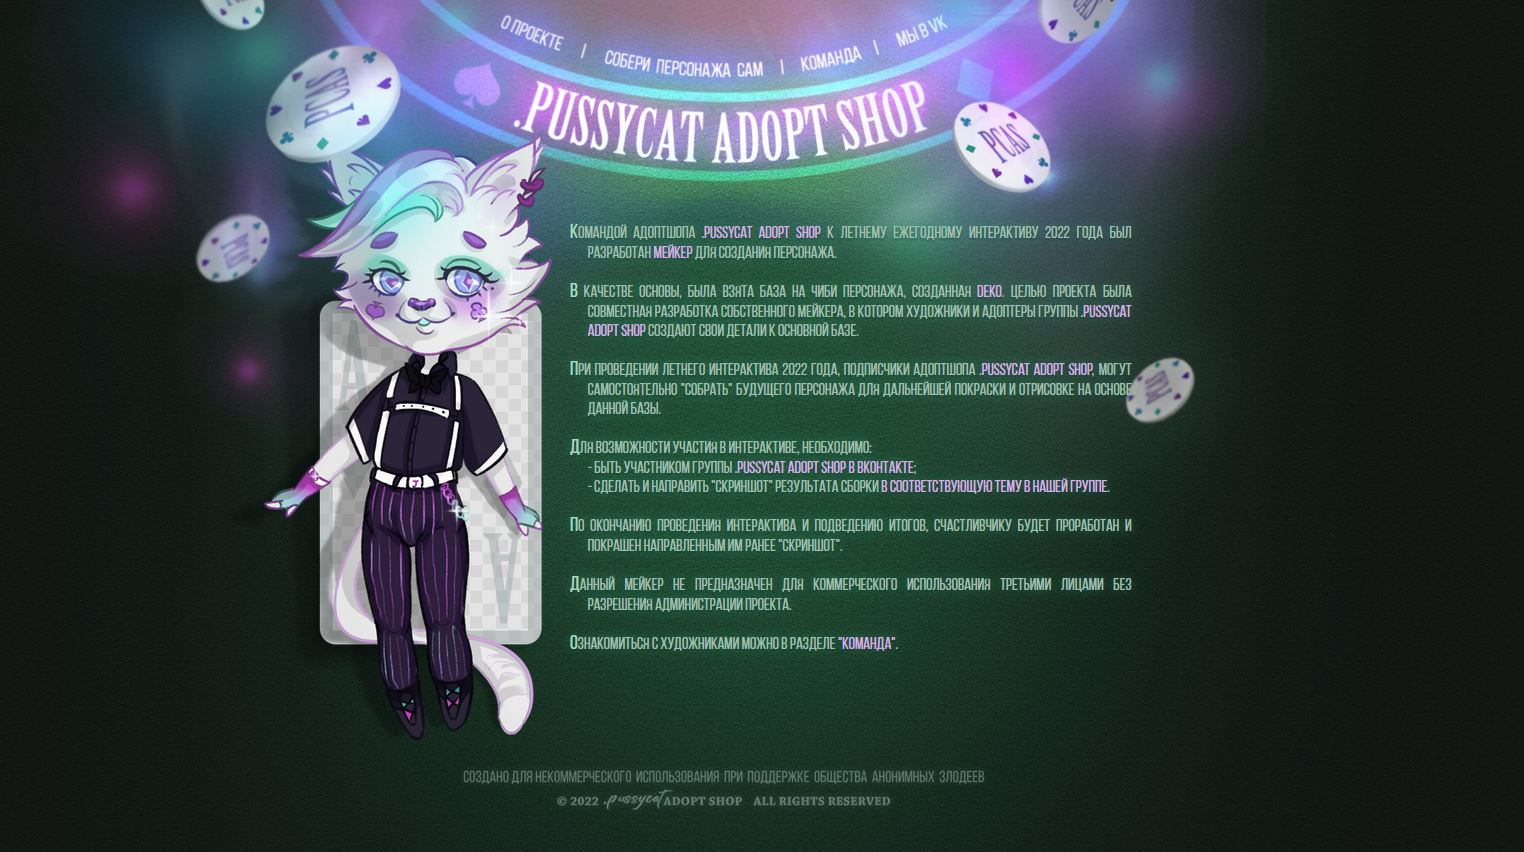 О ПРОЕКТЕ | СОБЕРИ ПЕРСОНАЖА САМ | КОМАНДА | МЫ В VK
.PUSSYCAT ADOPT SHOP
PCAS
PCAS
PCAS
КОМАНДОЙ АДОПТШОПА .PUSSYCAT ADOPT SHOP К ЛЕТНЕМУ ЕЖЕГОДНОМУ ИНТЕРАКТИВУ 2022 ГОДА БЫЛ
РАЗРАБОТАН МЕЙКЕР ДЛЯ СОЗДАНИЯ ПЕРСОНАЖА.
В КАЧЕСТВЕ ОСНОВЫ, БЫЛА ВЗЯТА БАЗА НА ЧИБИ ПЕРСОНАЖА, СОЗДАННАЯ DEKO. ЦЕЛЬЮ ПРОЕКТА БЫЛА
СОВМЕСТНАЯ РАЗРАБОТКА СОБСТВЕННОГО МЕЙКЕРА, В КОТОРОМ ХУДОЖНИКИ И АДОПТЕРЫ ГРУППЫ .PUSSYCAT
ADOPT SHOP СОЗДАЮТ СВОИ ДЕТАЛИ К ОСНОВНОЙ БАЗЕ.
ПРИ ПРОВЕДЕНИИ ЛЕТНЕГО ИНТЕРАКТИВА 2022 ГОДА, ПОДПИСЧИКИ АДОПТШОПА .PUSSYCAT ADOPT SHOP, МОГУТ
САМОСТОЯТЕЛЬНО "СОБРАТЬ" БУДУЩЕГО ПЕРСОНАЖА ДЛЯ ДАЛЬНЕЙШЕЙ ПОКРАСКИ И ОТРИСОВКЕ НА ОСНОВЕ
ДАННОЙ БАЗЫ.
ДЛЯ ВОЗМОЖНОСТИ УЧАСТИЯ В ИНТЕРАКТИВЕ, НЕОБХОДИМО:
- БЫТЬ УЧАСТНИКОМ ГРУППЫ .PUSSYCAT ADOPT SHOP В ВКОНТАКТЕ;
- СДЕЛАТЬ И НАПРАВИТЬ "СКРИНШОТ" РЕЗУЛЬТАТА СБОРКИ В СООТВЕТСТВУЮЩУЮ ТЕМУ В НАШЕЙ ГРУППЕ.
ПО ОКОНЧАНИЮ ПРОВЕДЕНИЯ ИНТЕРАКТИВА И ПОДВЕДЕНИЮ ИТОГОВ, СЧАСТЛИВЧИКУ БУДЕТ ПРОРАБОТАН И
ПОКРАШЕН НАПРАВЛЕННЫМ ИМ РАНЕЕ "СКРИНШОТ".
ДАННЫЙ МЕЙКЕР НЕ ПРЕДНАЗНАЧЕН ДЛЯ КОММЕРЧЕСКОГО ИСПОЛЬЗОВАНИЯ ТРЕТЬИМИ ЛИЦАМИ БЕЗ
РАЗРЕШЕНИЯ АДМИНИСТРАЦИИ ПРОЕКТА.
ОЗНАКОМИТЬСЯ С ХУДОЖНИКАМИ МОЖНО В РАЗДЕЛЕ "КОМАНДА".
A
A
СОЗДАНО ДЛЯ НЕКОММЕРЧЕСКОГО ИСПОЛЬЗОВАНИЯ ПРИ ПОДДЕРЖКЕ ОБЩЕСТВА АНОНИМНЫХ ЗЛОДЕЕВ
© 2022 .pussycat ADOPT SHOP ALL RIGHTS RESERVED